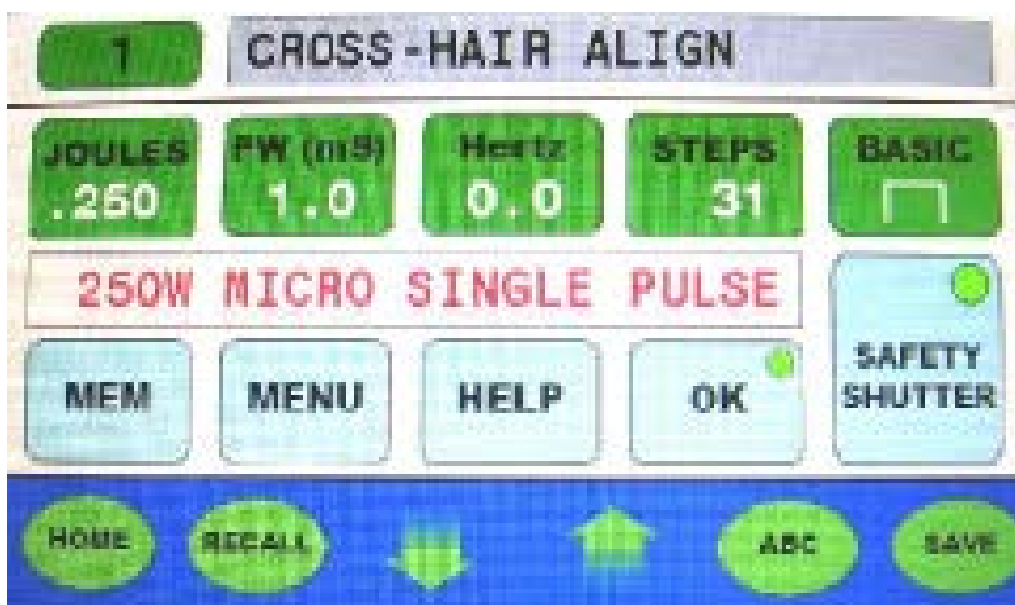 1 CROSS-HAIR ALIGN
JOULES PW (mS) Hertz STEPS BASIC
.250 1.0 0.0 31
250W MICRO SINGLE PULSE
SAFETY
SHUTTER
MEM MENU HELP OK
HOME RECALL ABC SAVE